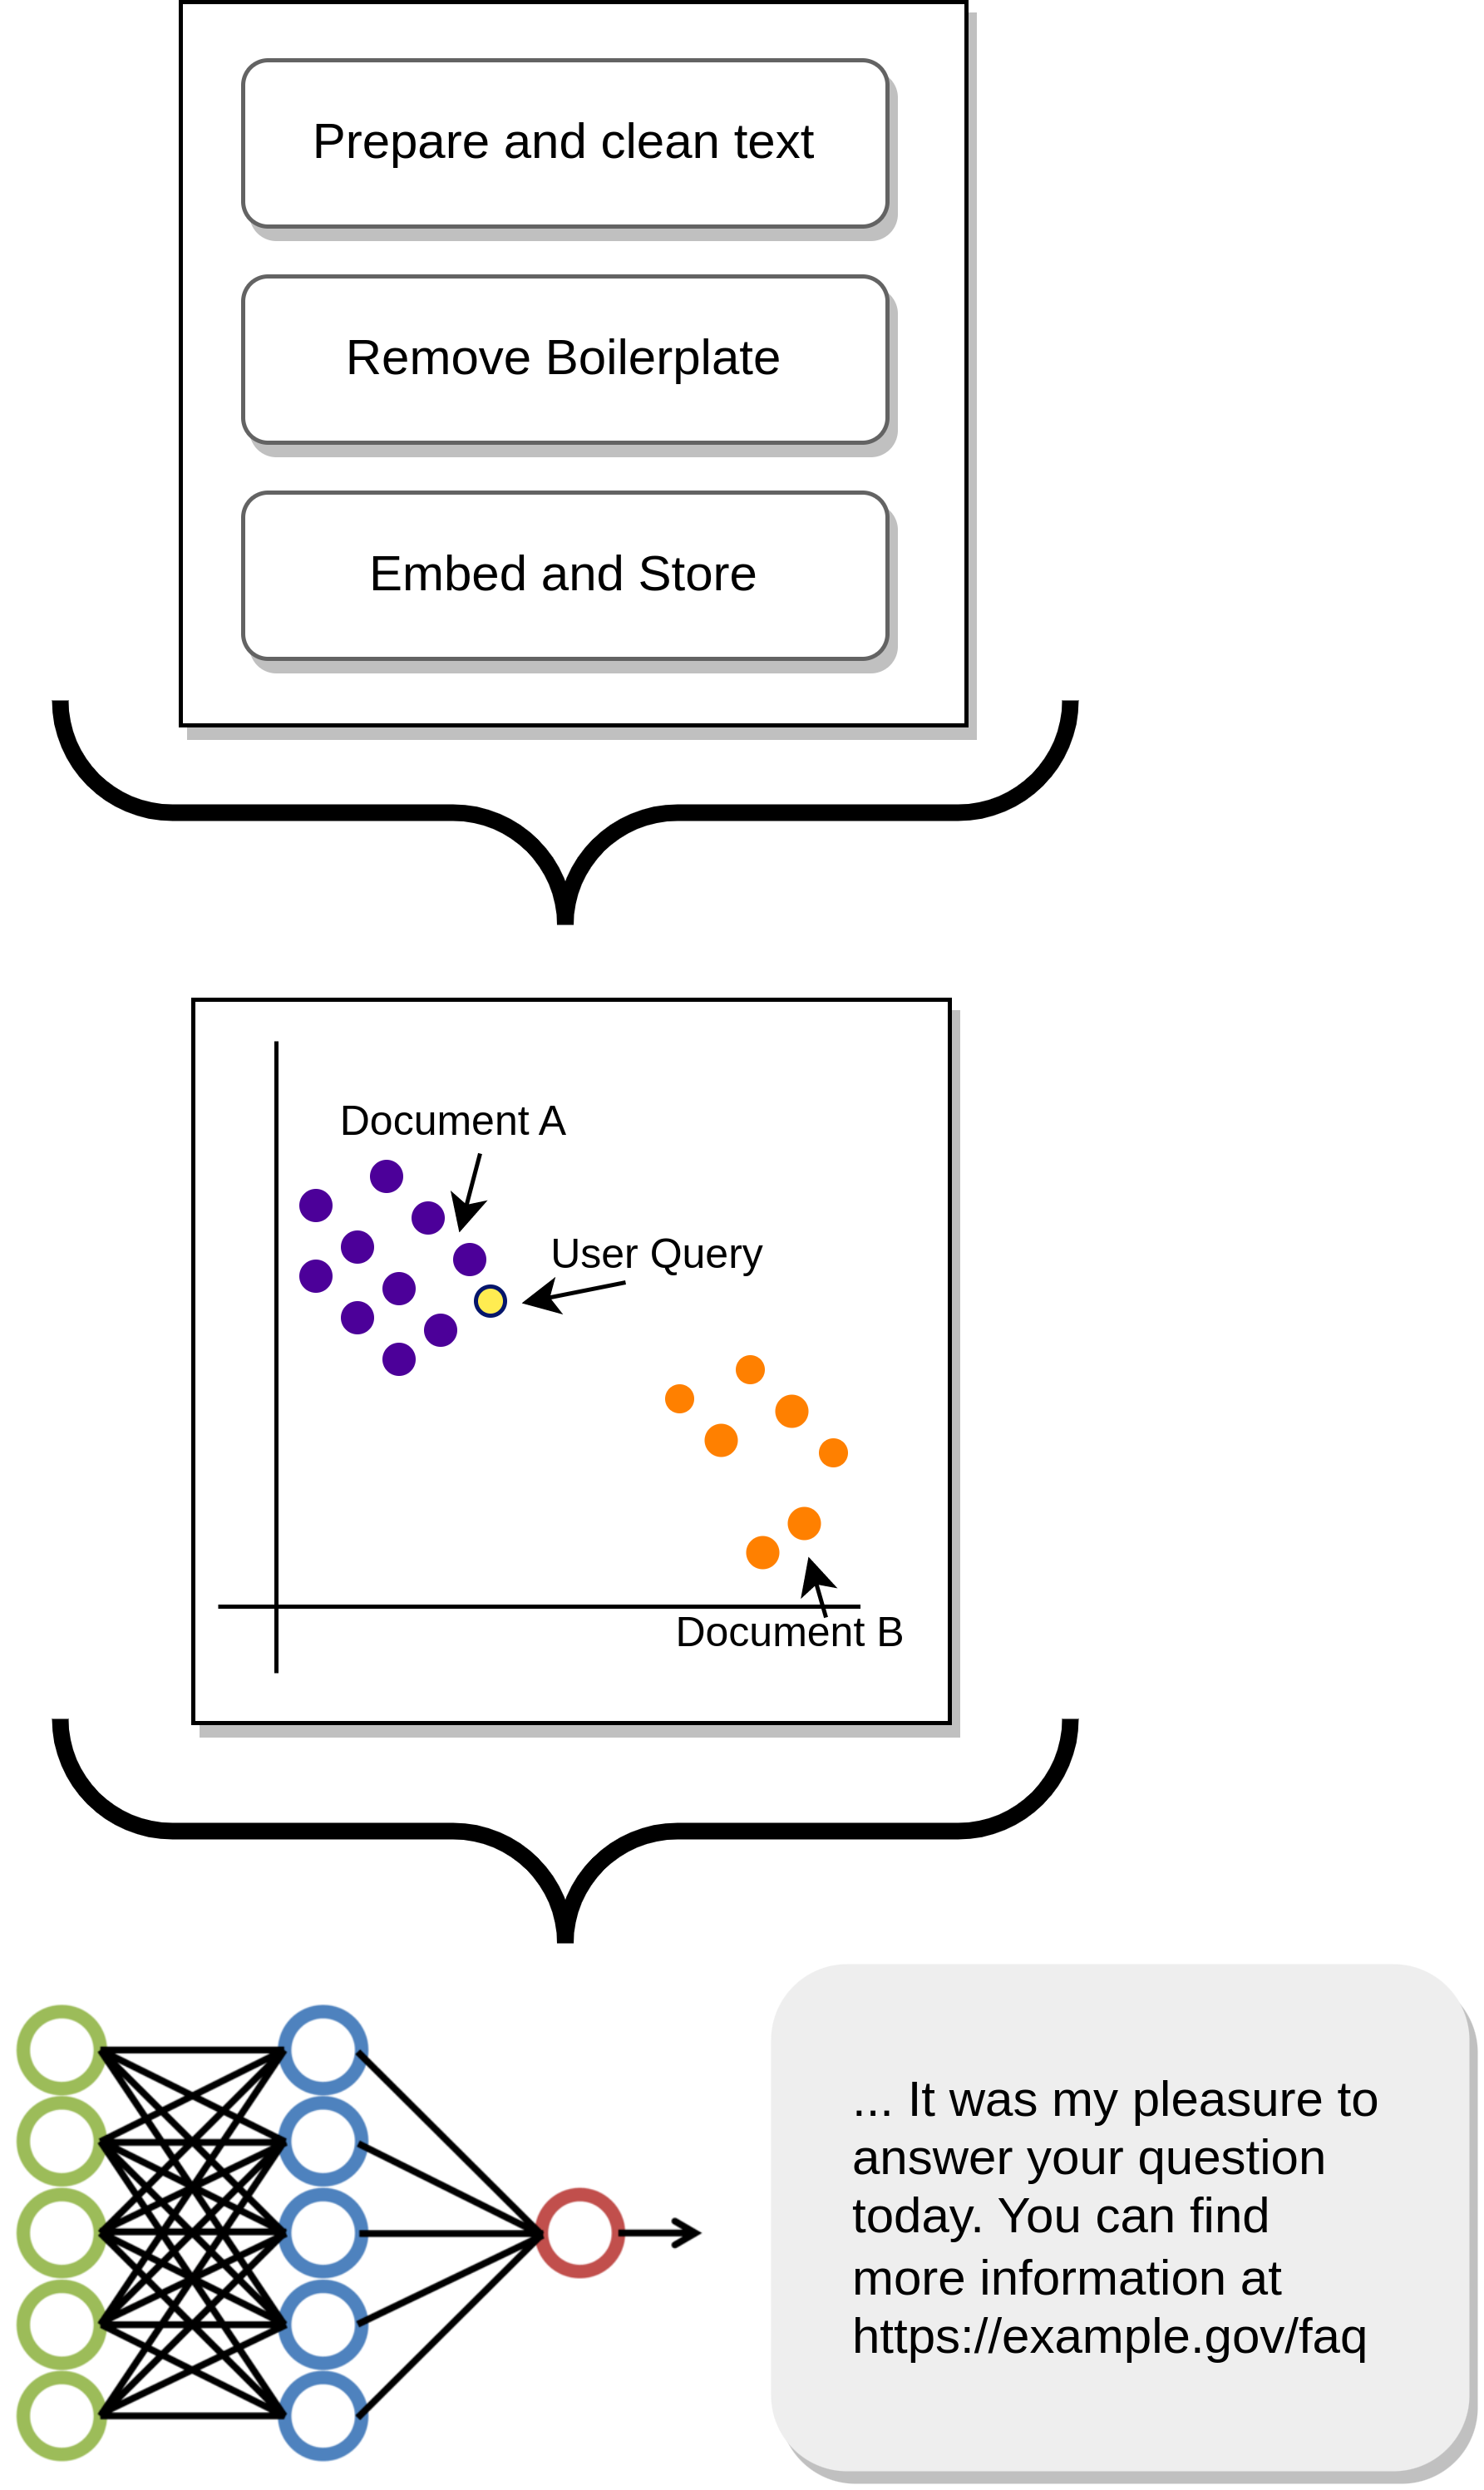 Prepare and clean text
Remove Boilerplate
Embed and Store
Document A
User Query
Document B
... It was my pleasure to
answer your question
today. You can find
more information at
https://example.gov/faq